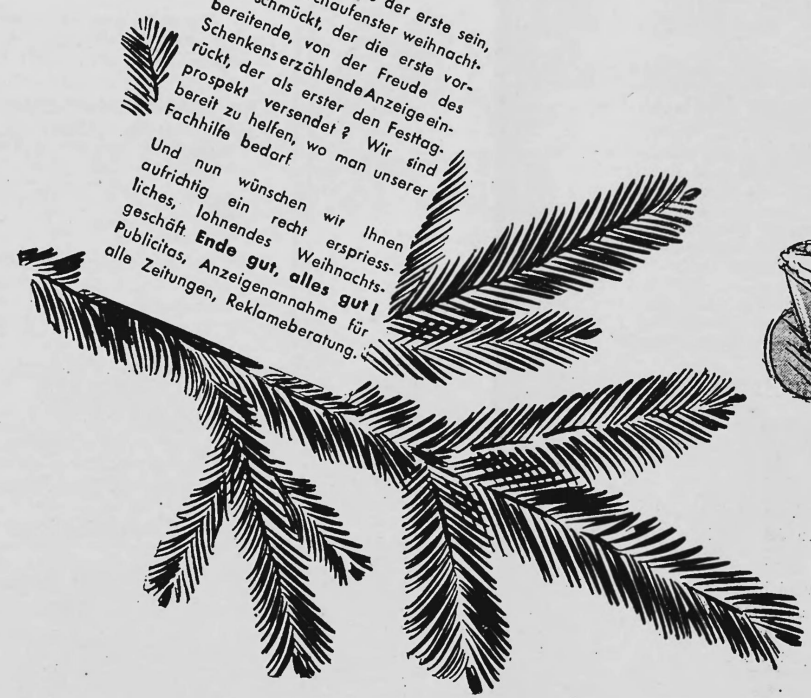 der erste sein,
haufenster weihnacht-
schmückt, der die erste vor-
bereitende, von der Freude des
Schenkens erzählende Anzeige ein-
rückt, der als erster den Festtag-
prospekt versendet? Wir sind
bereit zu helfen, wo man unserer
Fachhilfe bedarf
Und nun wünschen wir Ihnen
aufrichtig ein recht erspriess-
liches, lohnendes Weihnachts-
geschäft. Ende gut, alles gut!
Publicitas, Anzeigenannahme für
alle Zeitungen, Reklameberatung.